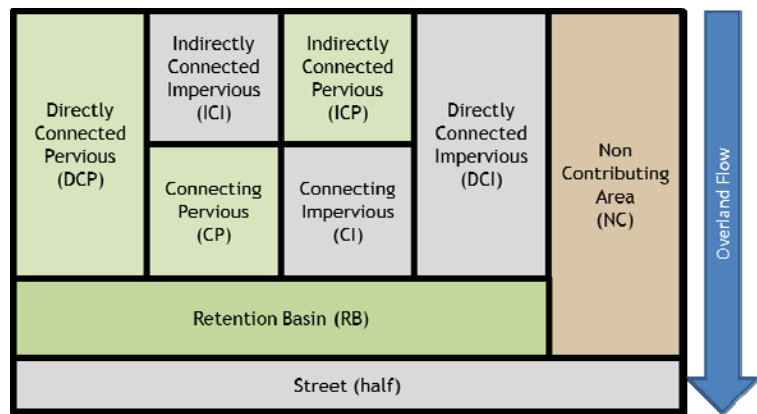 Directly
Connected
Pervious
(DCP)
Indirectly
Connected
Impervious
(ICI)
Indirectly
Connected
Pervious
(ICP)
Connecting
Pervious
(CP)
Connecting
Impervious
(CI)
Directly
Connected
Impervious
(DCI)
Non
Contributing
Area
(NC)
Overland Flow
Retention Basin (RB)
Street (half)